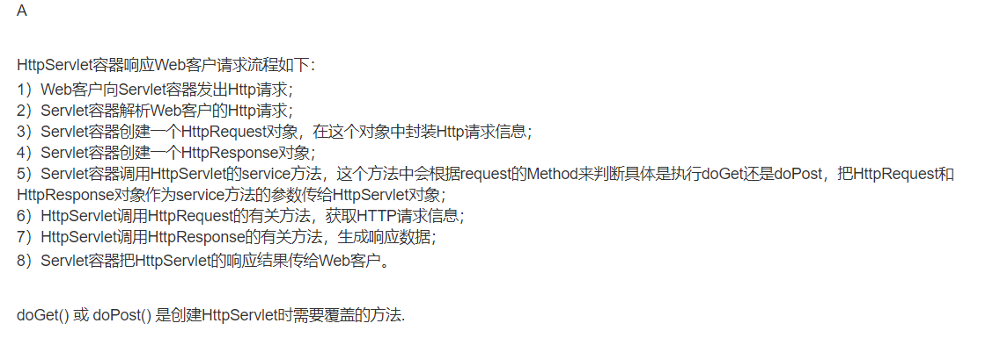 A
HttpServlet容器响应Web客户请求流程如下：
1）Web客户向Servlet容器发出Http请求；
2）Servlet容器解析Web客户的Http请求；
3）Servlet容器创建一个HttpRequest对象，在这个对象中封装Http请求信息；
4）Servlet容器创建一个HttpResponse对象；
5）Servlet容器调用HttpServlet的service方法，这个方法中会根据request的Method来判断具体是执行doGet还是doPost，把HttpRequest和
HttpResponse对象作为service方法的参数传给HttpServlet对象；
6）HttpServlet调用HttpRequest的有关方法，获取HTTP请求信息；
7）HttpServlet调用HttpResponse的有关方法，生成响应数据；
8）Servlet容器把HttpServlet的响应结果传给Web客户。
doGet() 或 doPost() 是创建HttpServlet时需要覆盖的方法.